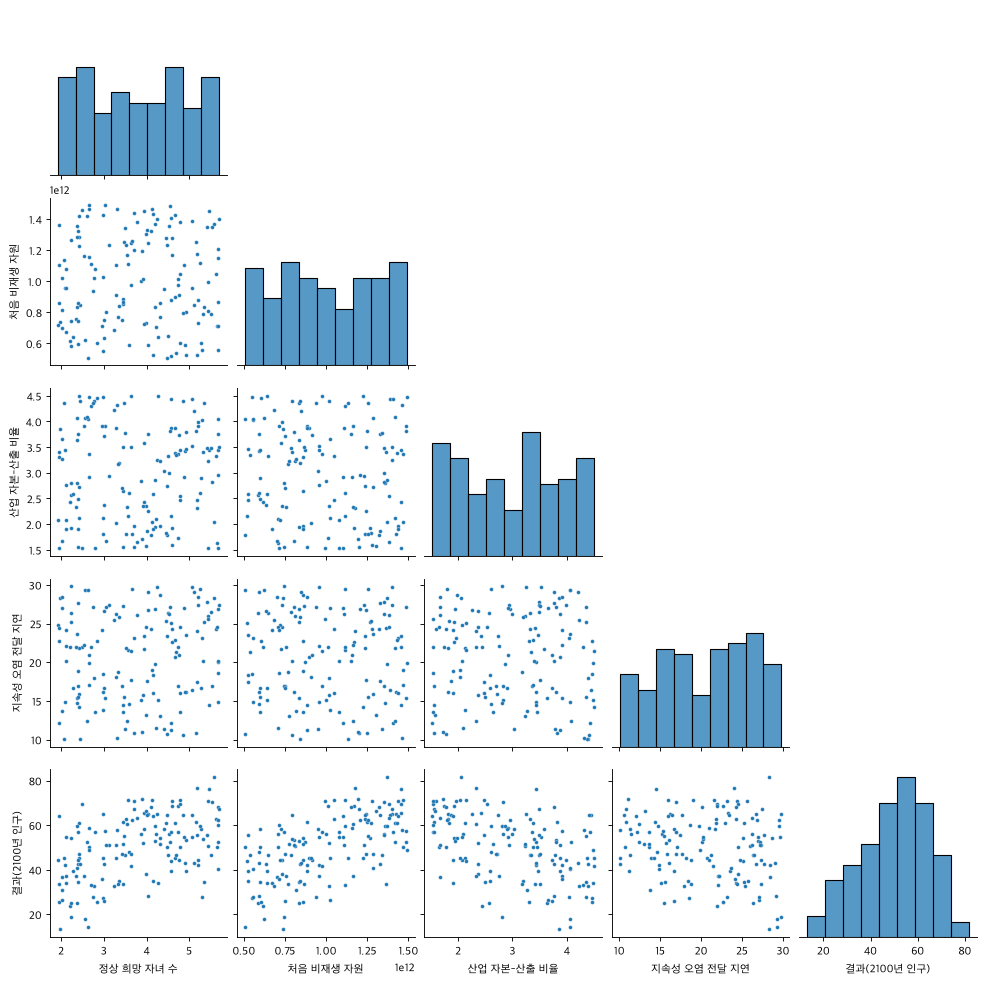 1e12
처음 비재생 자원
1.4
1.2
1.0
0.8
0.6
산업 자본-산출 비율
4.5
4.0
3.5
3.0
2.5
2.0
1.5
지속성 오염 전달 지연
30
25
20
15
10
결과(2100년 인구)
80
60
40
20
2 3 4 5
0.50 0.75 1.00 1.25 1.50
2 3 4
10 15 20 25 30
20 40 60 80
정상 희망 자녀 수
처음 비재생 자원
1e12
산업 자본-산출 비율
지속성 오염 전달 지연
결과(2100년 인구)